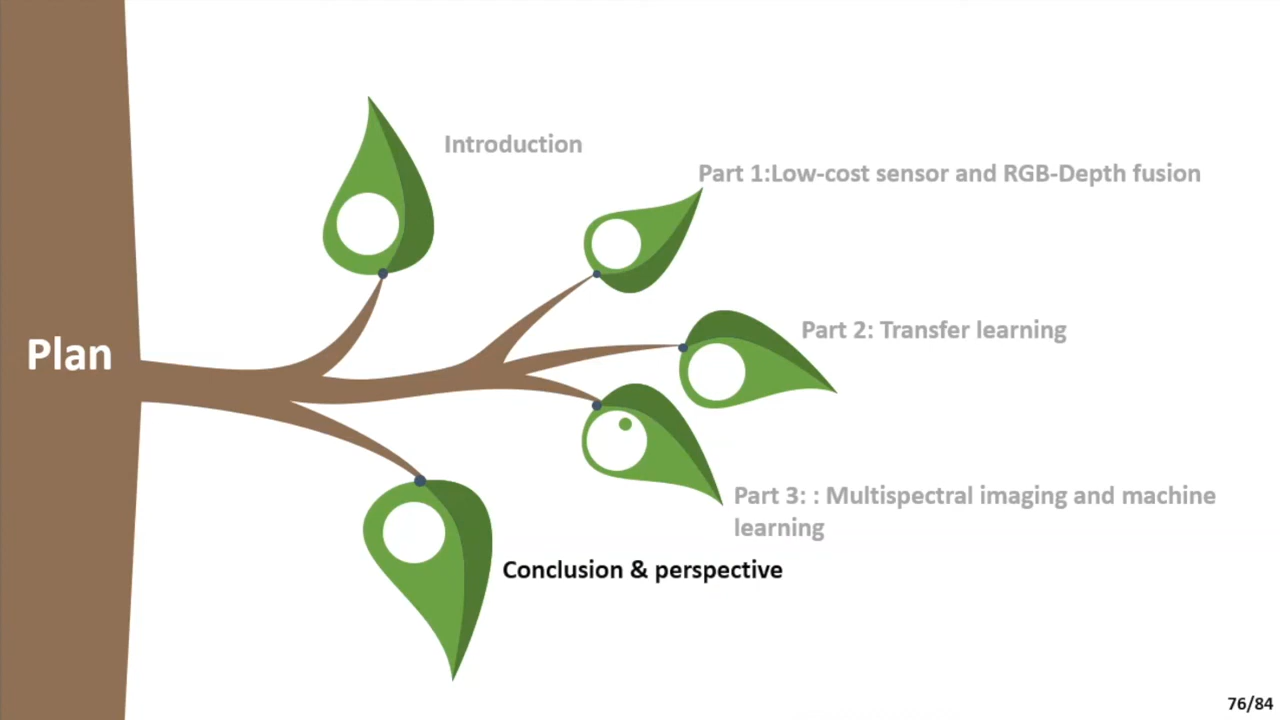 Introduction
Part 1:Low-cost sensor and RGB-Depth fusion
Part 2: Transfer learning
Plan
Part 3: : Multispectral imaging and machine
learning
Conclusion & perspective
76/84